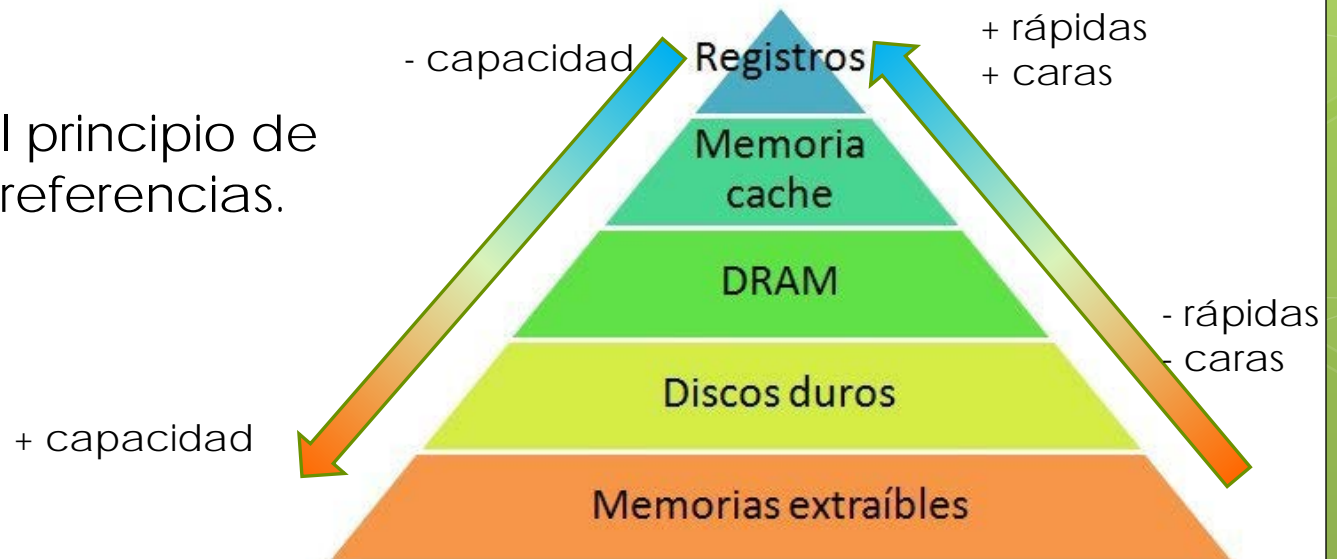 - capacidad
Registros
+ rápidas
+ caras
l principio de
referencias.
Memoria
cache
DRAM
- rápidas
- caras
Discos duros
+ capacidad
Memorias extraíbles